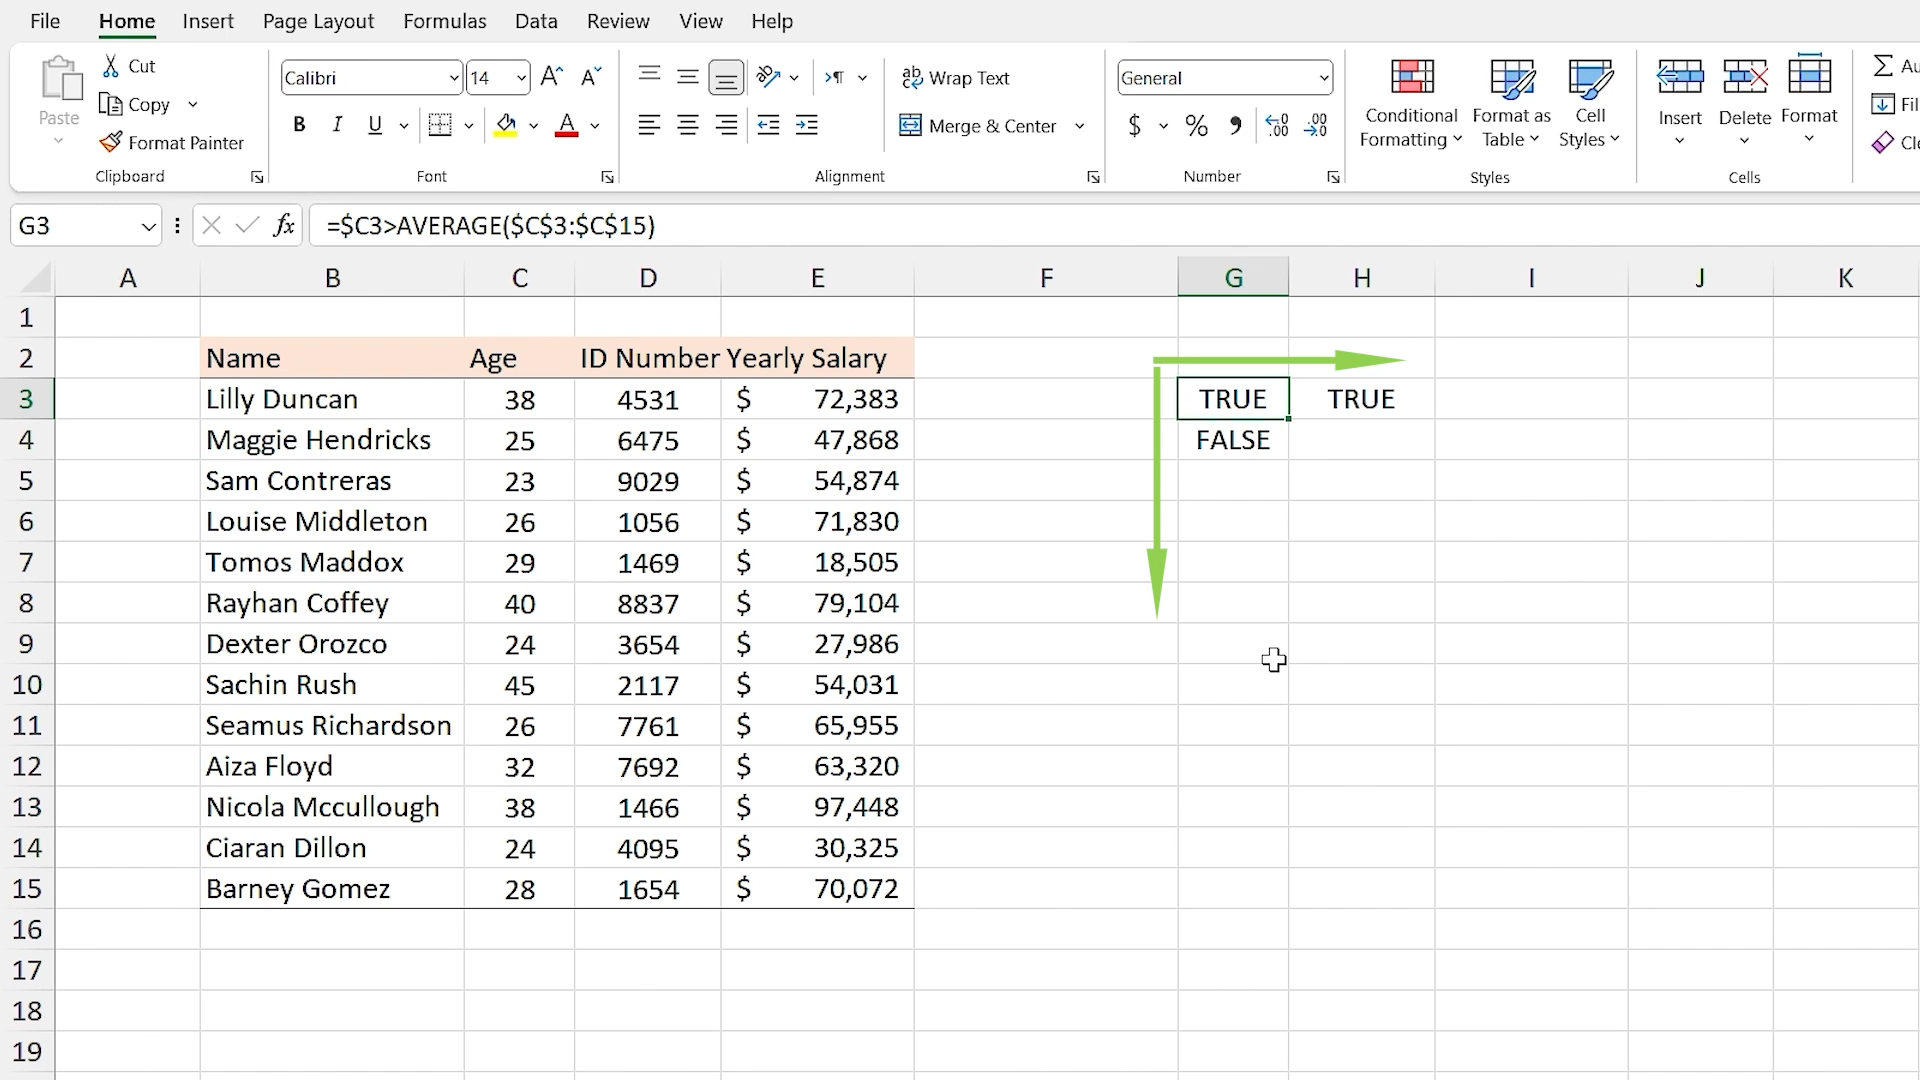 File Home Insert Page Layout Formulas Data Review View Help
Paste Cut Copy Format Painter
Clipboard
Calibri 14
B I U A
Font
ab Wrap Text
Merge & Center
Alignment
General
$ % 9 .00 .00
Number
Conditional Formatting Format as Table Cell Styles
Styles
Insert Delete Format
Cells
G3 fx =$C3>AVERAGE($C$3:$C$15)
A B C D E F G H I J K
1
2 Name Age ID Number Yearly Salary
3 Lilly Duncan 38 4531 $ 72,383 TRUE TRUE
4 Maggie Hendricks 25 6475 $ 47,868 FALSE
5 Sam Contreras 23 9029 $ 54,874
6 Louise Middleton 26 1056 $ 71,830
7 Tomos Maddox 29 1469 $ 18,505
8 Rayhan Coffey 40 8837 $ 79,104
9 Dexter Orozco 24 3654 $ 27,986
10 Sachin Rush 45 2117 $ 54,031
11 Seamus Richardson 26 7761 $ 65,955
12 Aiza Floyd 32 7692 $ 63,320
13 Nicola Mccullough 38 1466 $ 97,448
14 Ciaran Dillon 24 4095 $ 30,325
15 Barney Gomez 28 1654 $ 70,072
16
17
18
19